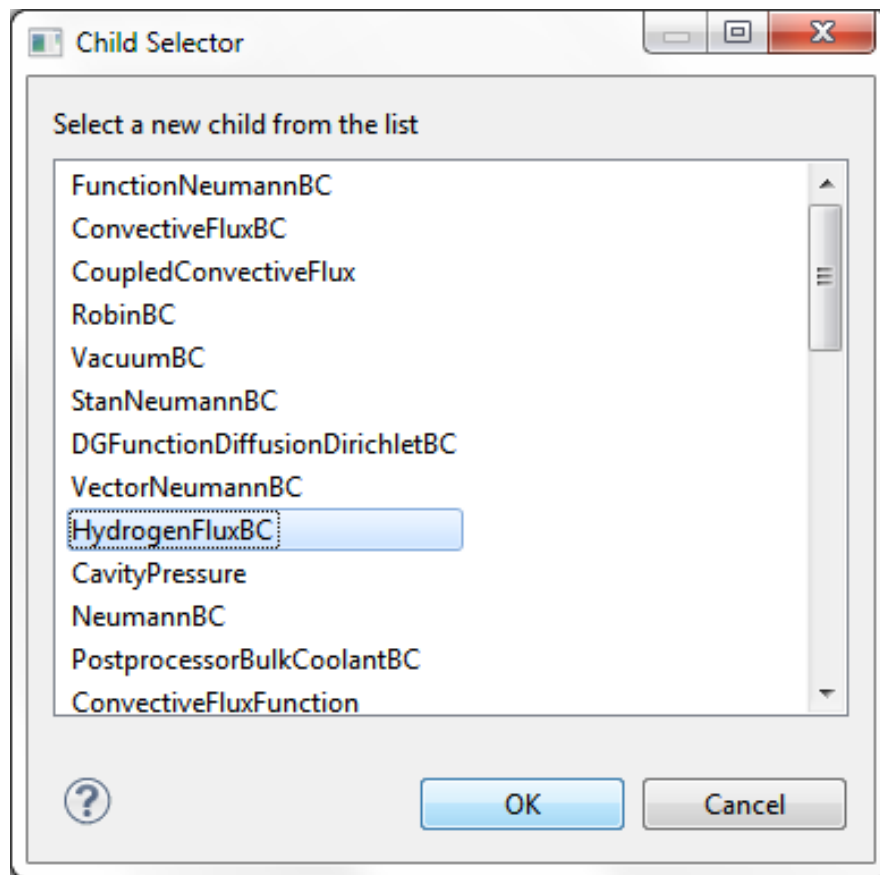 Child Selector
Select a new child from the list
FunctionNeumannBC
ConvectiveFluxBC
CoupledConvectiveFlux
RobinBC
VacuumBC
StanNeumannBC
DGFunctionDiffusionDirichletBC
VectorNeumannBC
HydrogenFluxBC
CavityPressure
NeumannBC
PostprocessorBulkCoolantBC
ConvectiveFluxFunction
?
OK Cancel